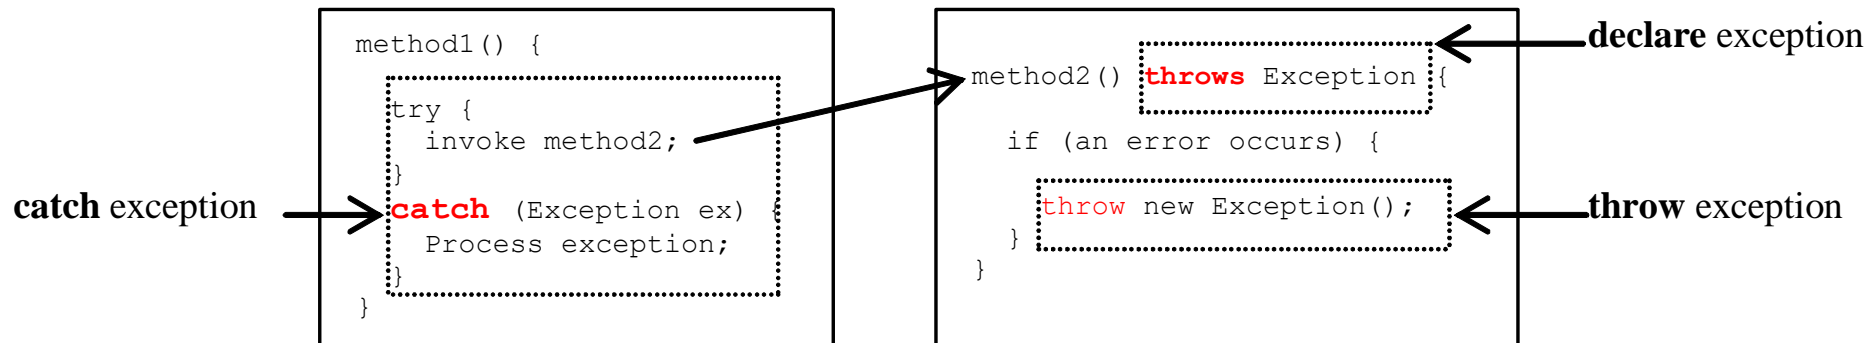 catch exception
method1() {
try {
invoke method2;
}
catch (Exception ex) {
Process exception;
}
}
method2() throws Exception {
if (an error occurs) {
throw new Exception();
}
}
declare exception
throw exception